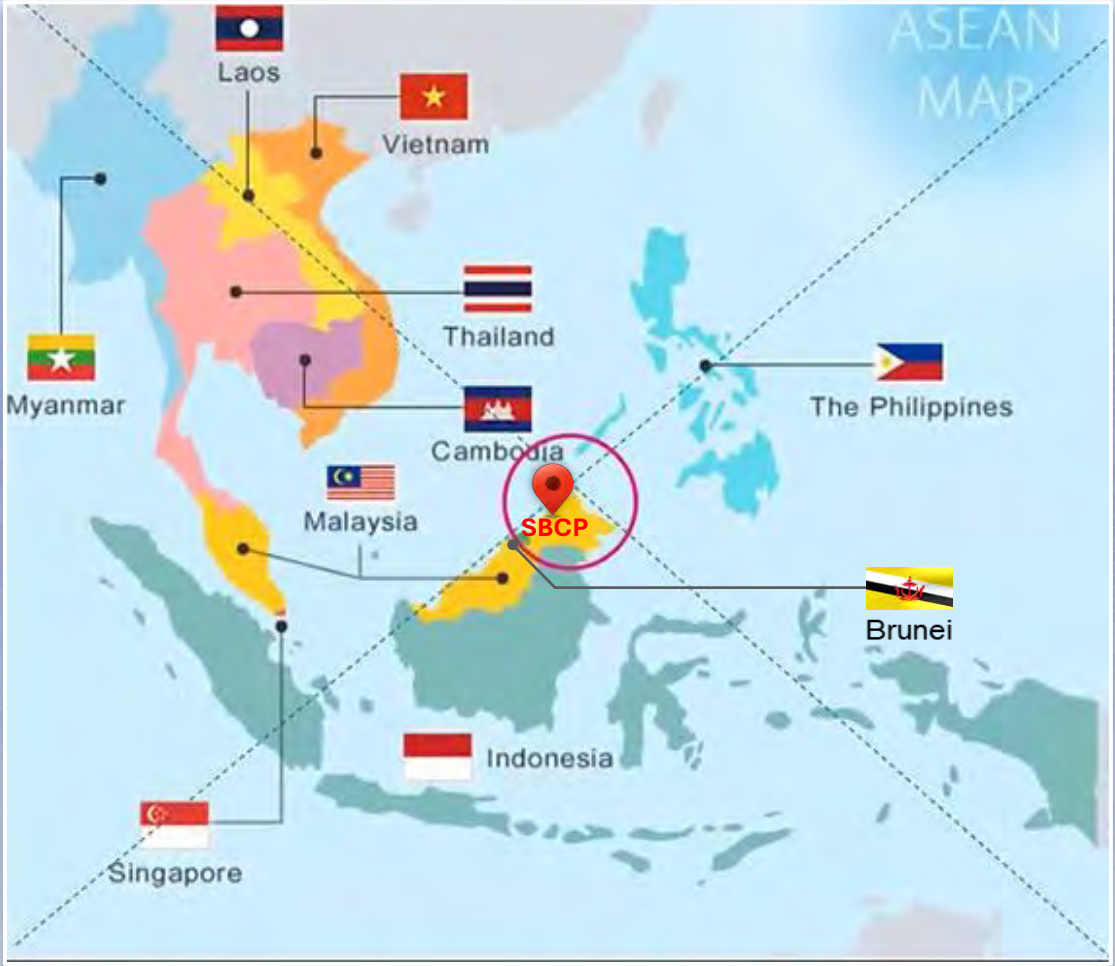 ASEAN
MAP
Laos
Vietnam
Thailand
Myanmar
The Philippines
Cambodia
Malaysia
SBCP
Brunei
Indonesia
Singapore